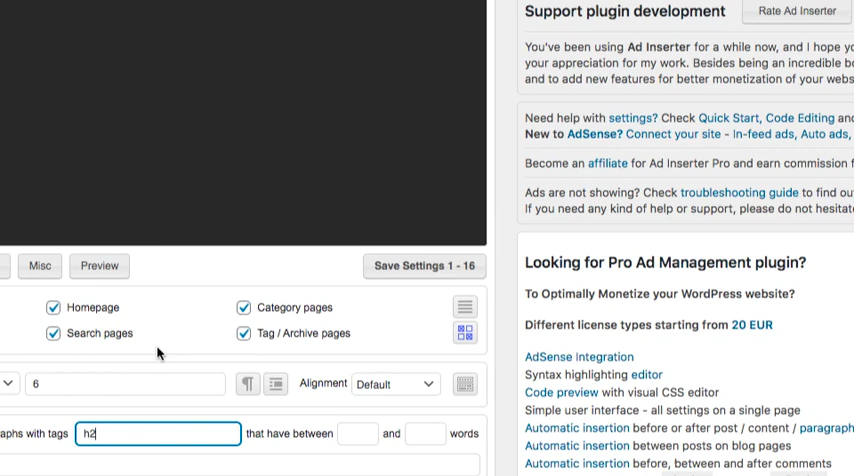 Support plugin development
Rate Ad Inserter
You've been using Ad Inserter for a while now, and I hope
your appreciation for my work. Besides being an incredible
and to add new features for better monetization of your
Need help with settings? Check Quick Start, Code Editing and
New to AdSense? Connect your site - In-feed ads, Auto ads,
Become an affiliate for Ad Inserter Pro and earn commission
Ads are not showing? Check troubleshooting guide to find
If you need any kind of help or support, please do not
Misc
Preview
Save Settings 1 - 16
Homepage
Category pages
Search pages
Tag / Archive pages
6
Alignment
Default
with tags
h2
that have between
and
words
Looking for Pro Ad Management plugin?
To Optimally Monetize your WordPress website?
Different license types starting from 20 EUR
AdSense Integration
Syntax highlighting editor
Code preview with visual CSS editor
Simple user interface - all settings on a single page
Automatic insertion before or after post / content / paragraph
Automatic insertion between posts on blog pages
Automatic insertion before, between and after comments